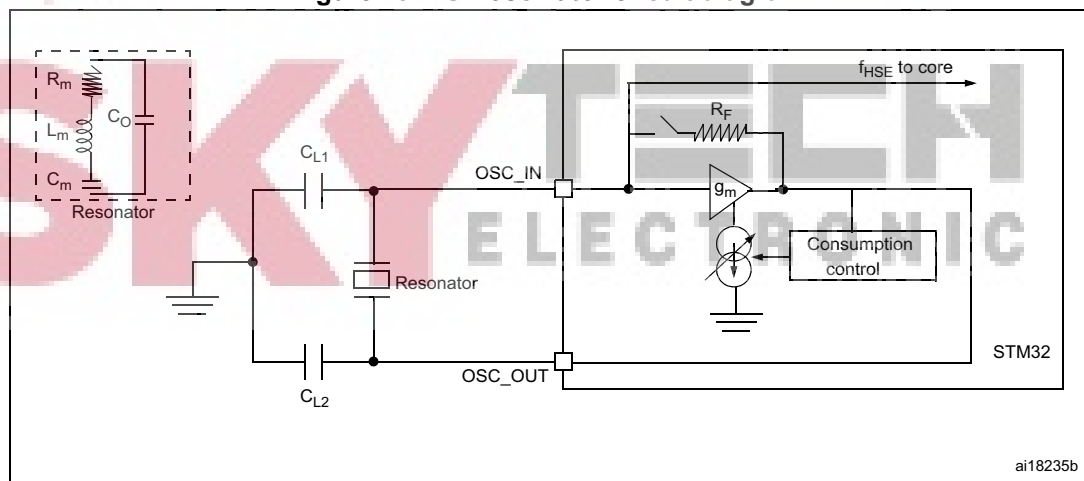 Rm
Lm
Cm
CO
Resonator
CL1
CL2
Resonator
OSC_IN
OSC_OUT
fHSE to core
RF
gm
Consumption
control
STM32
ai18235b
SKYTECH
ELECTRONIC